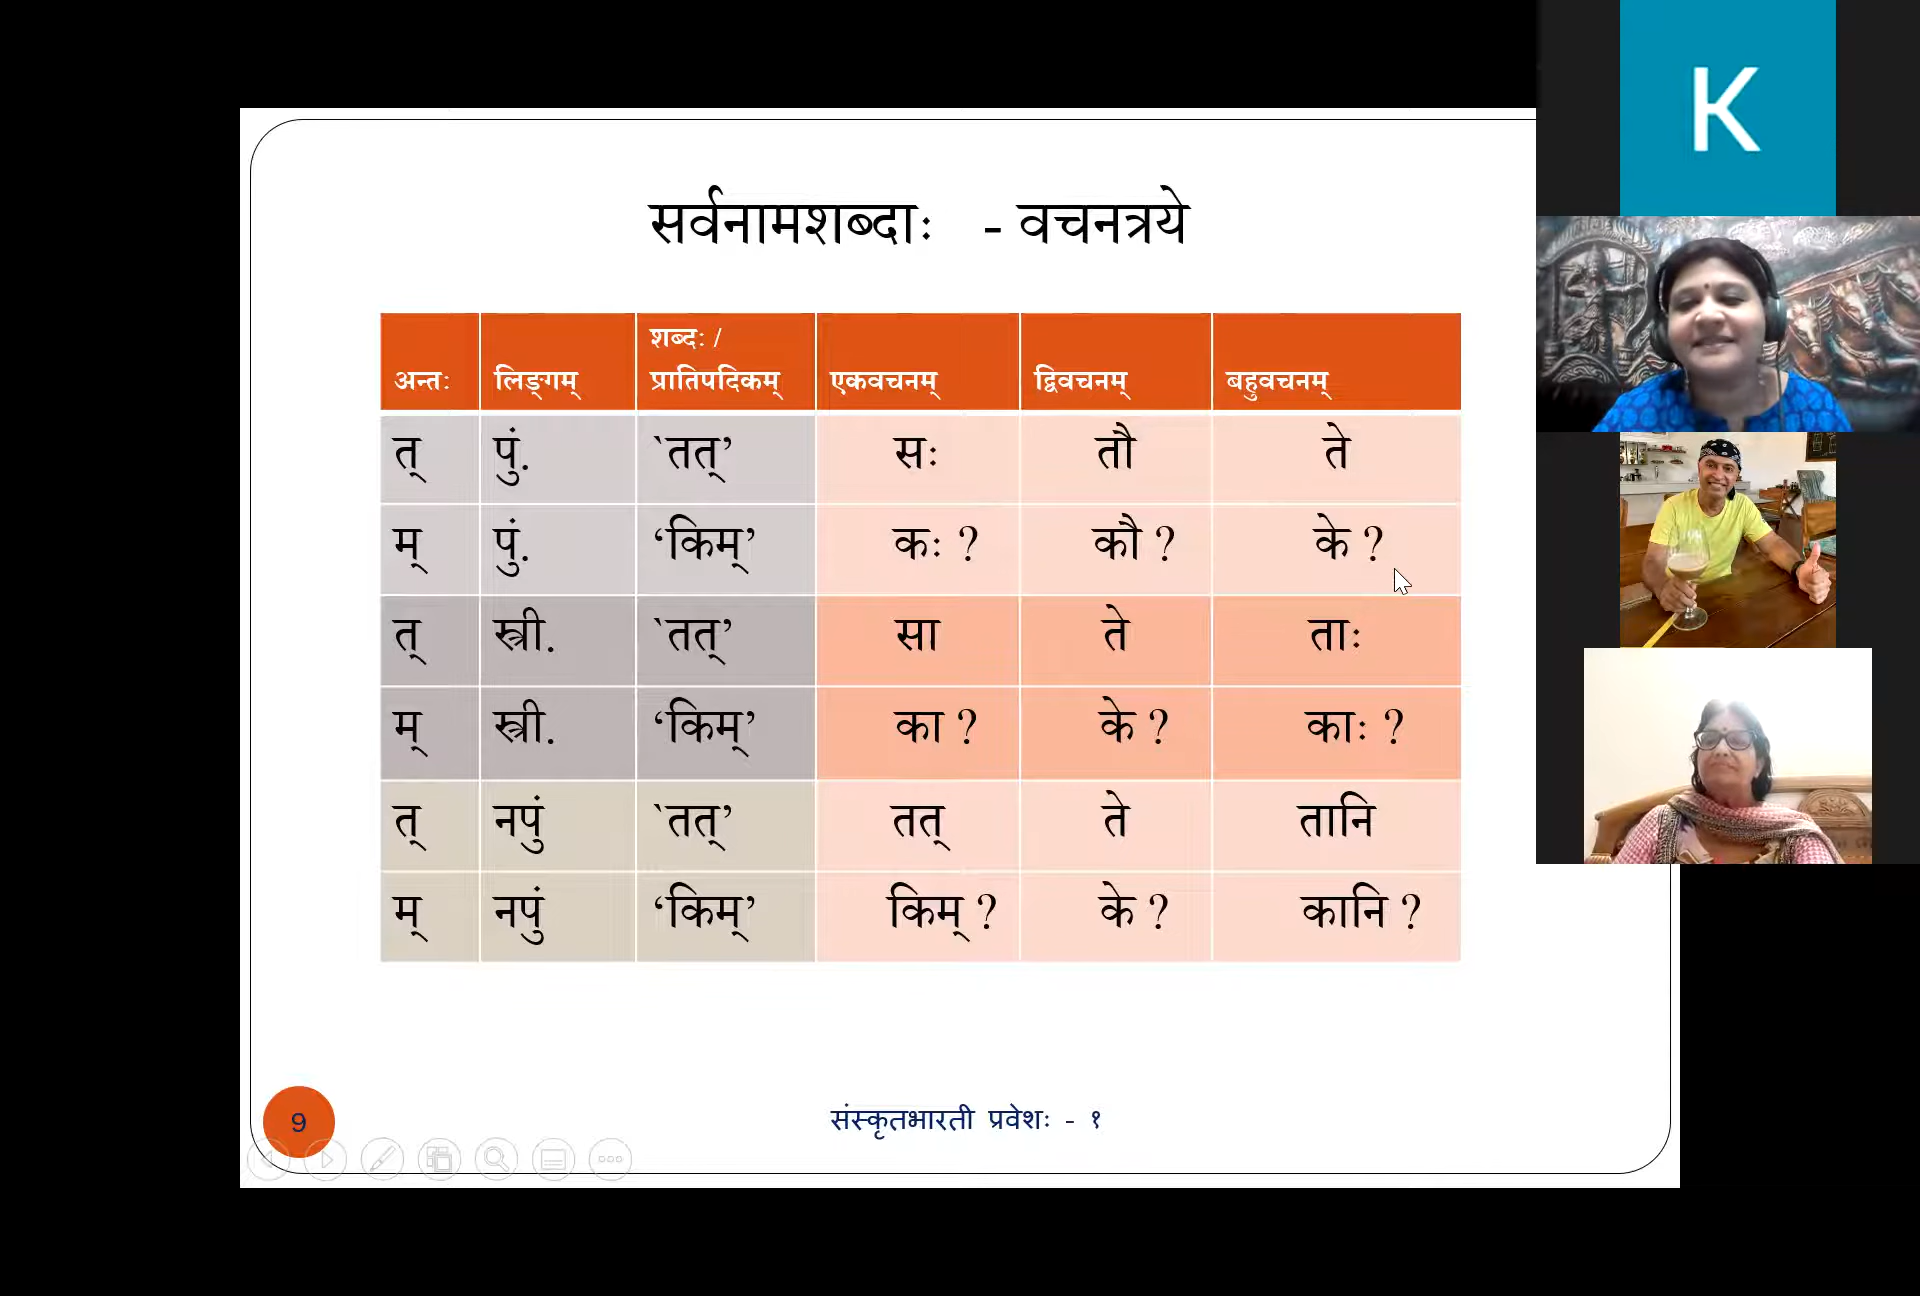 सर्वनामशब्दाः - वचनत्रये
अन्तः लिङ्गम् शब्दः / प्रातिपदिकम् एकवचनम् द्विवचनम् बहुवचनम्
त् पुं. `तत्’ सः तौ ते
म् पुं. ‘किम्’ कः ? कौ ? के ?
त् स्त्री. `तत्’ सा ते ताः
म् स्त्री. ‘किम्’ का ? के ? काः ?
त् नपुं `तत्’ तत् ते तानि
म् नपुं ‘किम्’ किम् ? के ? कानि ?
9
संस्कृतभारती प्रवेशः - १
K